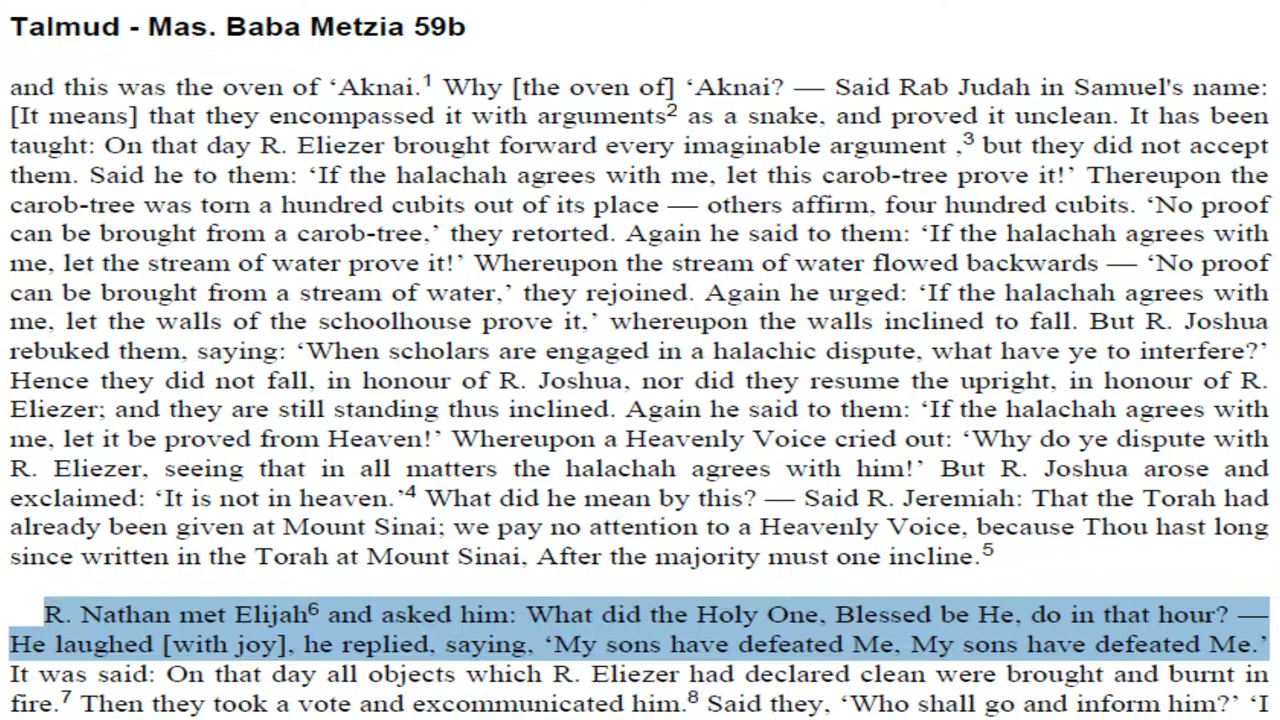 Talmud - Mas. Baba Metzia 59b
and this was the oven of ‘Aknai.1 Why [the oven of] ‘Aknai? — Said Rab Judah in Samuel's name:
[It means] that they encompassed it with arguments2 as a snake, and proved it unclean. It has been
taught: On that day R. Eliezer brought forward every imaginable argument ,3 but they did not accept
them. Said he to them: ‘If the halachah agrees with me, let this carob-tree prove it!’ Thereupon the
carob-tree was torn a hundred cubits out of its place — others affirm, four hundred cubits. ‘No proof
can be brought from a carob-tree,’ they retorted. Again he said to them: ‘If the halachah agrees with
me, let the stream of water prove it!’ Whereupon the stream of water flowed backwards — ‘No proof
can be brought from a stream of water,’ they rejoined. Again he urged: ‘If the halachah agrees with
me, let the walls of the schoolhouse prove it,’ whereupon the walls inclined to fall. But R. Joshua
rebuked them, saying: ‘When scholars are engaged in a halachic dispute, what have ye to interfere?’
Hence they did not fall, in honour of R. Joshua, nor did they resume the upright, in honour of R.
Eliezer; and they are still standing thus inclined. Again he said to them: ‘If the halachah agrees with
me, let it be proved from Heaven!’ Whereupon a Heavenly Voice cried out: ‘Why do ye dispute with
R. Eliezer, seeing that in all matters the halachah agrees with him!’ But R. Joshua arose and
exclaimed: ‘It is not in heaven.’4 What did he mean by this? — Said R. Jeremiah: That the Torah had
already been given at Mount Sinai; we pay no attention to a Heavenly Voice, because Thou hast long
since written in the Torah at Mount Sinai, After the majority must one incline.5
R. Nathan met Elijah6 and asked him: What did the Holy One, Blessed be He, do in that hour? —
He laughed [with joy], he replied, saying, ‘My sons have defeated Me, My sons have defeated Me.’
It was said: On that day all objects which R. Eliezer had declared clean were brought and burnt in
fire.7 Then they took a vote and excommunicated him.8 Said they, ‘Who shall go and inform him?’ ‘I